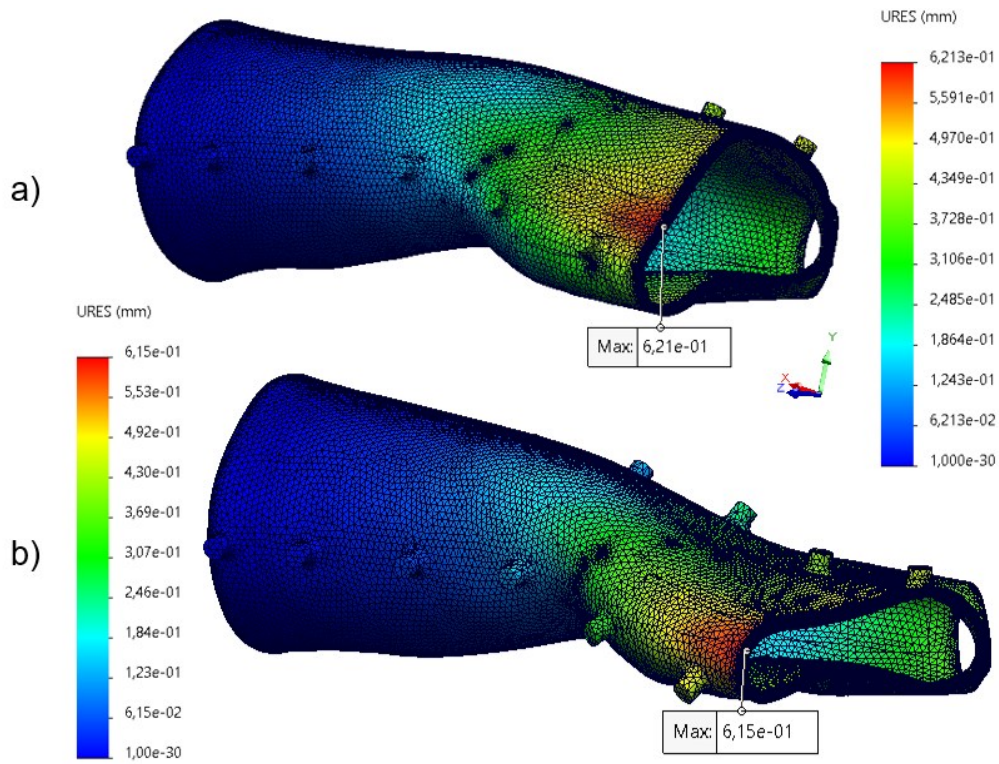 URES (mm)
6,213e-01
5,591e-01
4,970e-01
4,349e-01
3,728e-01
3,106e-01
2,485e-01
1,864e-01
1,243e-01
6,213e-02
1,000e-30
a)
Max: 6,21e-01
Y
X
Z
URES (mm)
6,15e-01
5,53e-01
4,92e-01
4,30e-01
3,69e-01
3,07e-01
2,46e-01
1,84e-01
1,23e-01
6,15e-02
1,00e-30
b)
Max: 6,15e-01